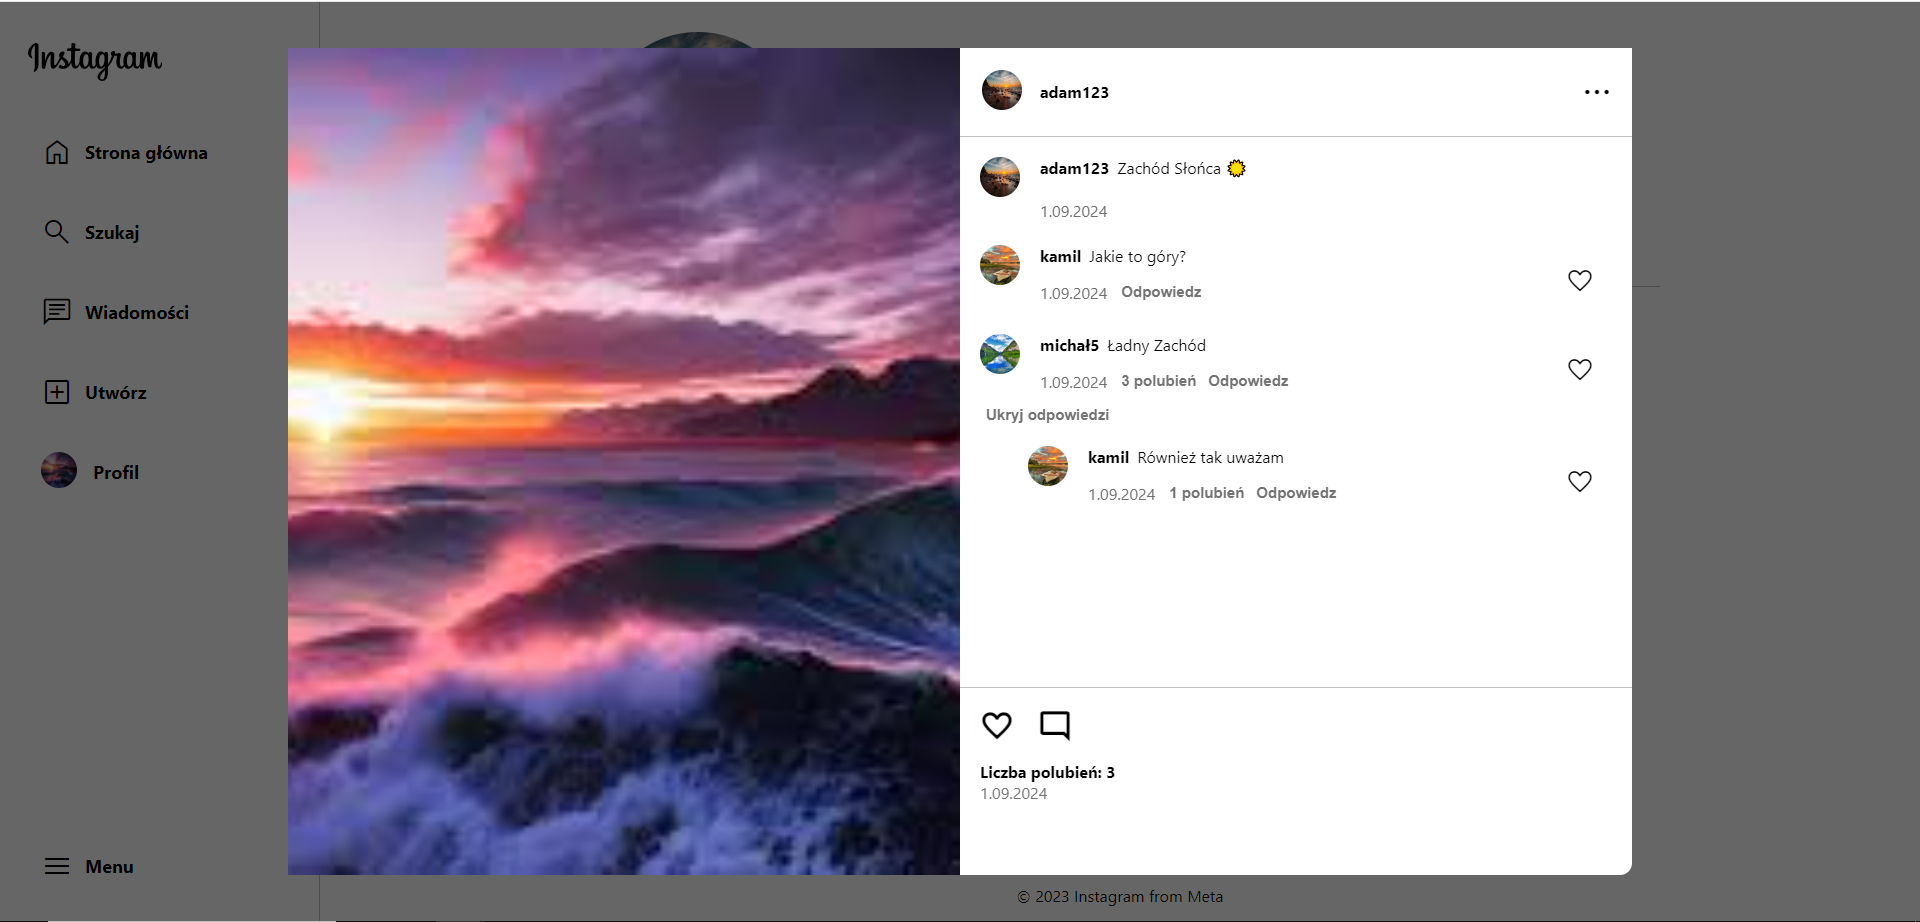 Instagram
Strona główna
Szukaj
Wiadomości
Utwórz
Profil
Menu
adam123
adam123 Zachód Słońca
1.09.2024
kamil Jakie to góry?
1.09.2024 Odpowiedz
michał5 Ładny Zachód
1.09.2024 3 polubień Odpowiedz
Ukryj odpowiedzi
kamil Również tak uważam
1.09.2024 1 polubień Odpowiedz
Liczba polubień: 3
1.09.2024
© 2023 Instagram from Meta